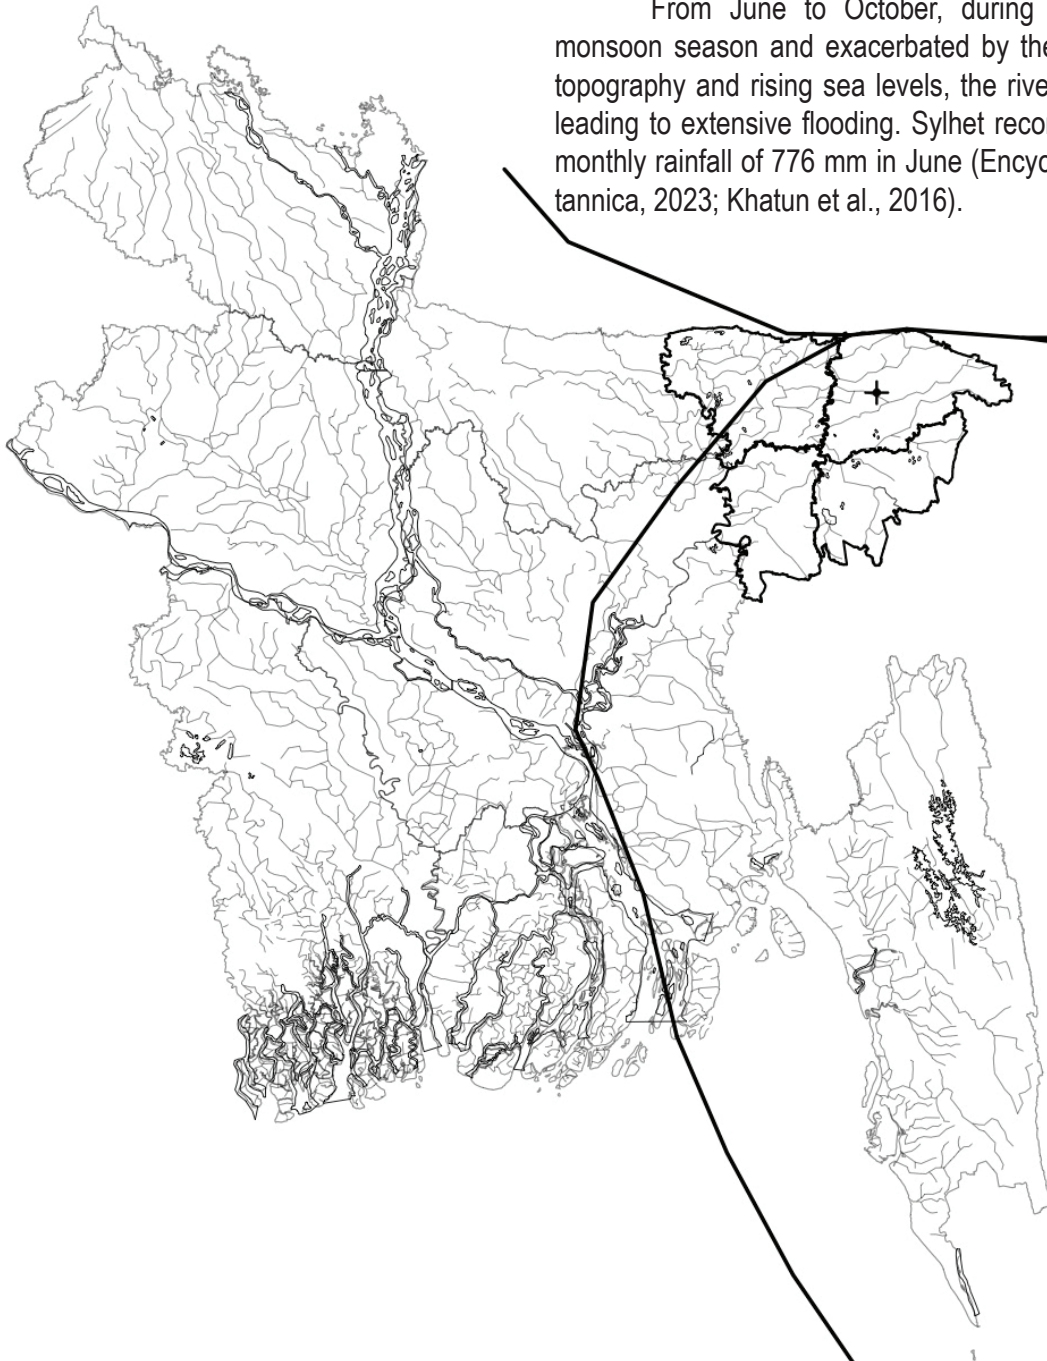 From June to October, during
monsoon season and exacerbated by the
topography and rising sea levels, the rive
leading to extensive flooding. Sylhet reco
monthly rainfall of 776 mm in June (Encyc
tannica, 2023; Khatun et al., 2016).